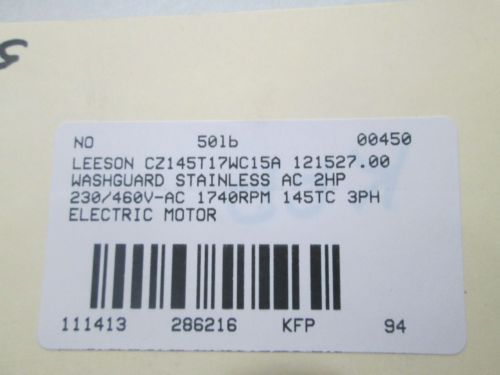 NO 50lb 00450
LEESON CZ145T17WC15A 121527.00
WASHGUARD STAINLESS AC 2HP
230/460V-AC 1740RPM 145TC 3PH
ELECTRIC MOTOR
111413 286216 KFP 94